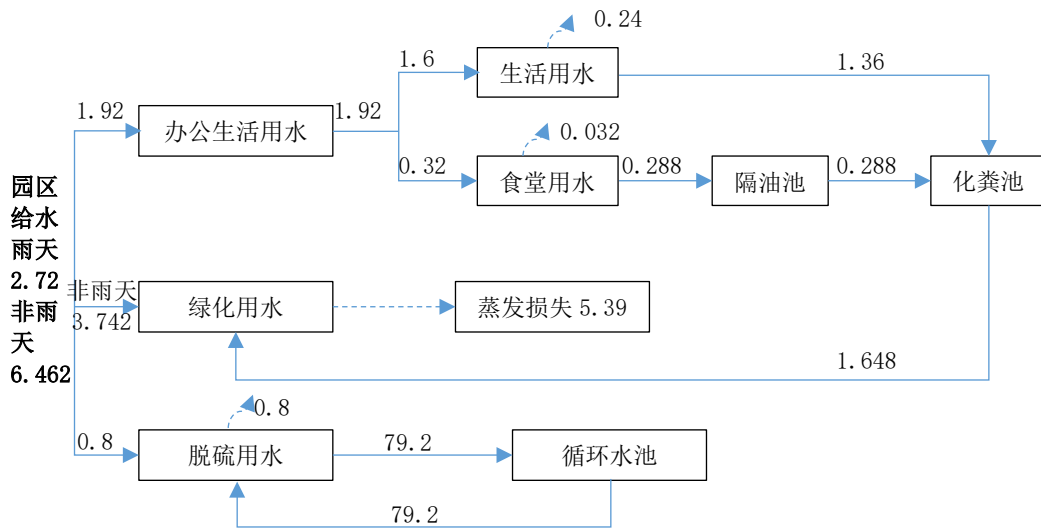 0.24
1.6
生活用水
1.36
1.92
办公生活用水
1.92
0.032
0.32
食堂用水
0.288
隔油池
0.288
化粪池
园区
给水
雨天
2.72
非雨
天
6.462
非雨天
3.742
绿化用水
蒸发损失 5.39
1.648
0.8
0.8
脱硫用水
79.2
循环水池
79.2